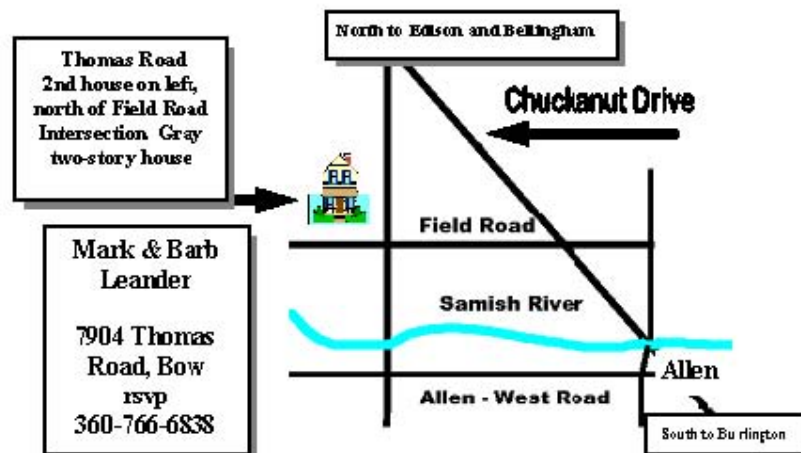 North to Edison and Bellingham
Thomas Road
2nd house on left,
north of Field Road
Intersection. Gray
two-story house
Chuckanut Drive
Field Road
Mark & Barb
Leander
7904 Thomas
Road, Bow
rsvp
360-766-6838
Samish River
Allen
Allen - West Road
South to Burlington